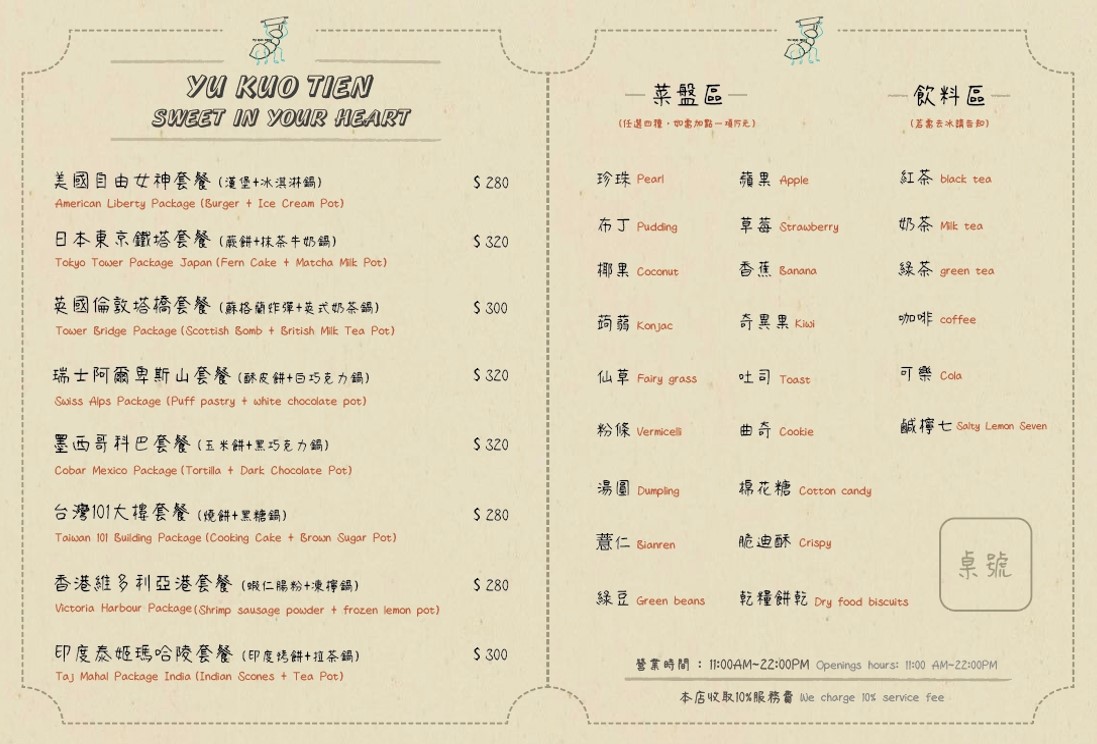 YU KUO TIEN
SWEET IN YOUR HEART
美國自由女神套餐 (漢堡+冰淇淋鍋) $ 280
American Liberty Package (Burger + Ice Cream Pot)
日本東京鐵塔套餐 (蕨餅+抹茶牛奶鍋) $ 320
Tokyo Tower Package Japan (Fern Cake + Matcha Milk Pot)
英國倫敦塔橋套餐 (蘇格蘭炸彈+英式奶茶鍋) $ 300
Tower Bridge Package (Scottish Bomb + British Milk Tea Pot)
瑞士阿爾卑斯山套餐 (酥皮餅+白巧克力鍋) $ 320
Swiss Alps Package (Puff pastry + white chocolate pot)
墨西哥科巴套餐 (玉米餅+黑巧克力鍋) $ 320
Cobar Mexico Package (Tortilla + Dark Chocolate Pot)
台灣101大樓套餐 (燒餅+黑糖鍋) $ 280
Taiwan 101 Building Package (Cooking Cake + Brown Sugar Pot)
香港維多利亞港套餐 (蝦仁腸粉+凍檸鍋) $ 280
Victoria Harbour Package (Shrimp sausage powder + frozen lemon pot)
印度泰姬瑪哈陵套餐 (印度烤餅+拉茶鍋) $ 300
Taj Mahal Package India (Indian Scones + Tea Pot)
菜盤區
(任選四種，如需加點一項75元)
珍珠 Pearl 蘋果 Apple
布丁 Pudding 草莓 Strawberry
椰果 Coconut 香蕉 Banana
蒟蒻 Konjac 奇異果 Kiwi
仙草 Fairy grass 吐司 Toast
粉條 Vermicelli 曲奇 Cookie
湯圓 Dumpling 棉花糖 Cotton candy
薏仁 Bianren 脆迪酥 Crispy
綠豆 Green beans 乾糧餅乾 Dry food biscuits
飲料區
(若需去冰請告知)
紅茶 black tea
奶茶 Milk tea
綠茶 green tea
咖啡 coffee
可樂 Cola
鹹檸七 Salty Lemon Seven
桌號
營業時間 : 11:00AM~22:00PM Openings hours: 11:00 AM~22:00PM
本店收取10%服務費 We charge 10% service fee